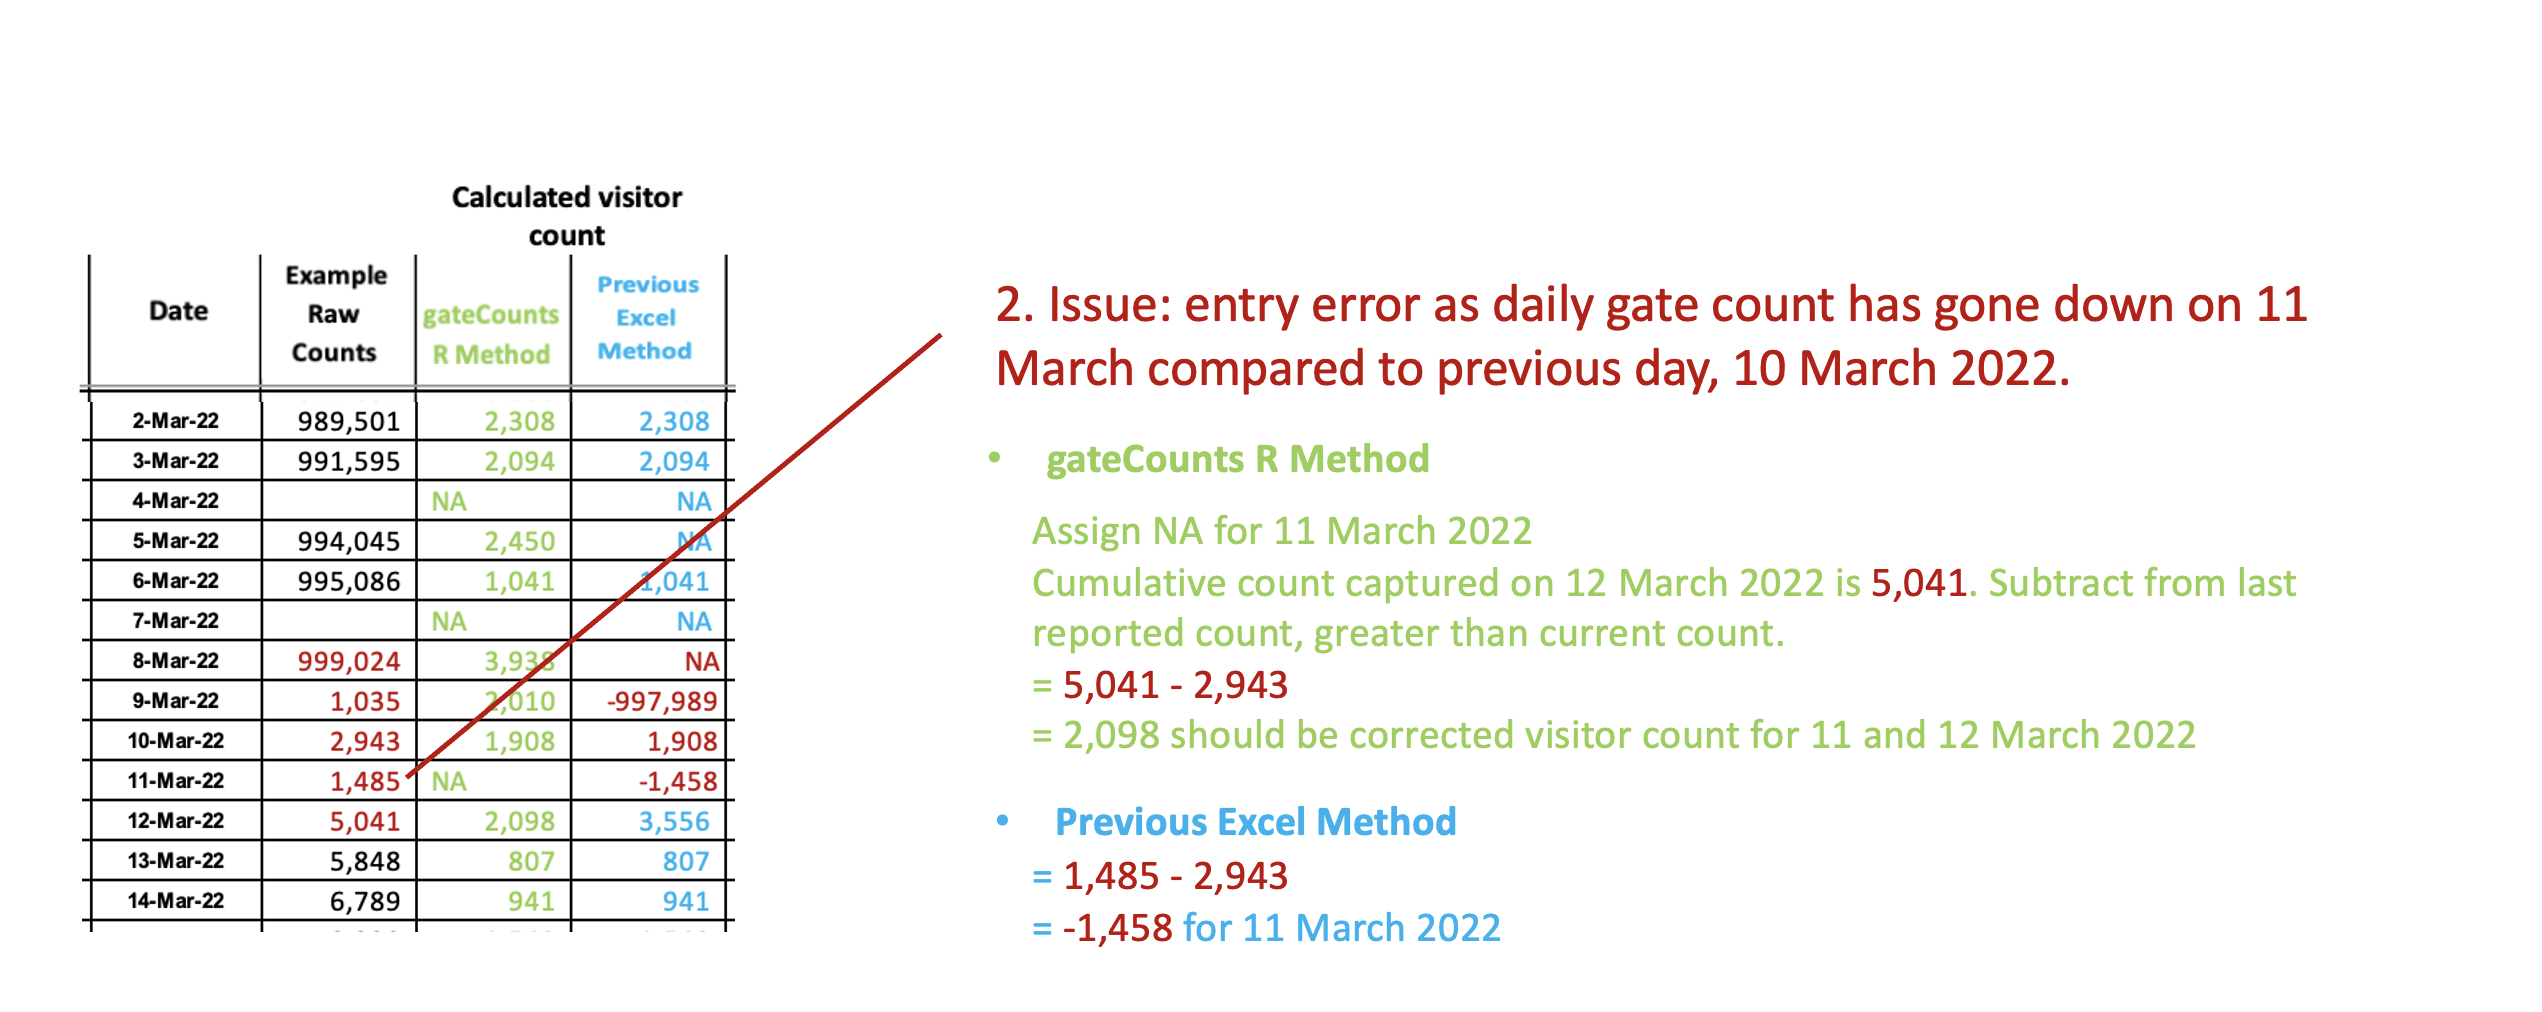 Calculated visitor
count
Date
Example
Raw
Counts
gateCounts
R Method
Previous
Excel
Method
2-Mar-22 989,501 2,308 2,308
3-Mar-22 991,595 2,094 2,094
4-Mar-22 NA NA
5-Mar-22 994,045 2,450 NA
6-Mar-22 995,086 1,041 1,041
7-Mar-22 NA NA
8-Mar-22 999,024 3,938 NA
9-Mar-22 1,035 2,010 -997,989
10-Mar-22 2,943 1,908 1,908
11-Mar-22 1,485 NA -1,458
12-Mar-22 5,041 2,098 3,556
13-Mar-22 5,848 807 807
14-Mar-22 6,789 941 941
2. Issue: entry error as daily gate count has gone down on 11
March compared to previous day, 10 March 2022.
• gateCounts R Method
Assign NA for 11 March 2022
Cumulative count captured on 12 March 2022 is 5,041. Subtract from last
reported count, greater than current count.
= 5,041 - 2,943
= 2,098 should be corrected visitor count for 11 and 12 March 2022
• Previous Excel Method
= 1,485 - 2,943
= -1,458 for 11 March 2022